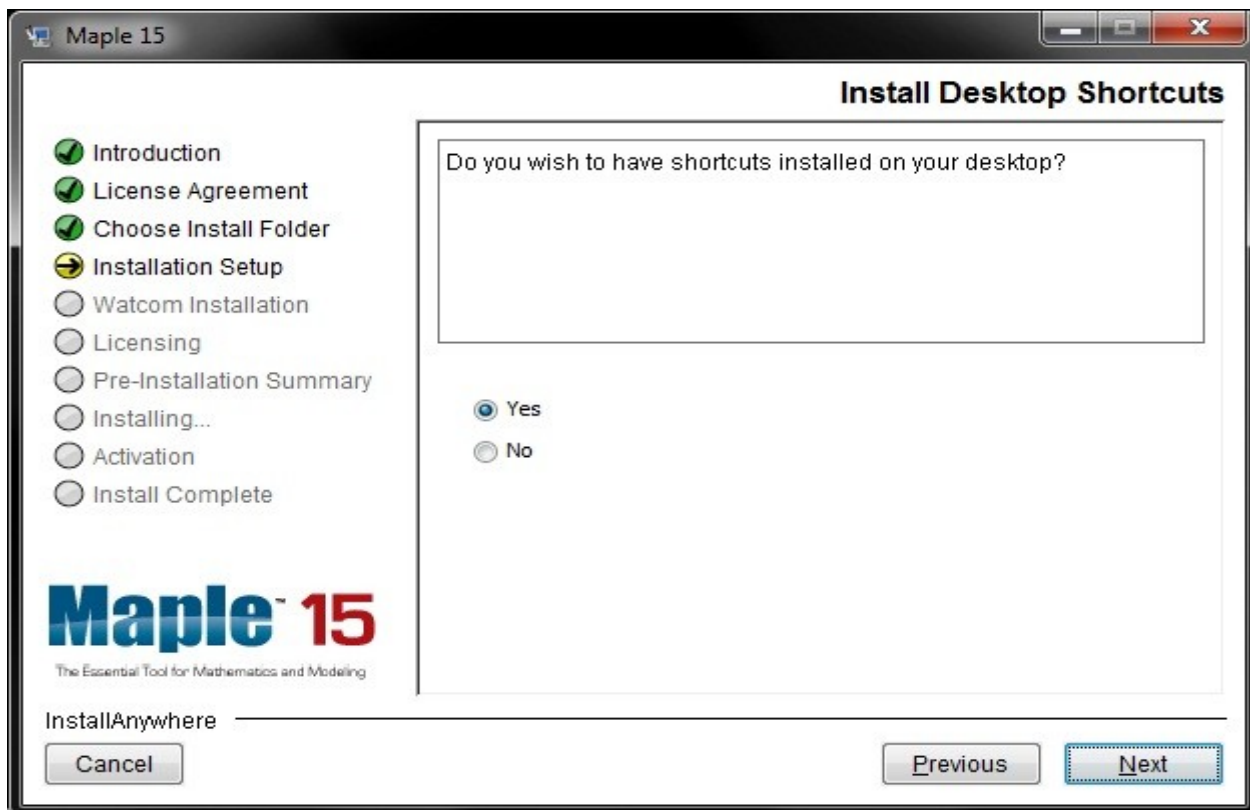 Maple 15
Install Desktop Shortcuts
Introduction
License Agreement
Choose Install Folder
Installation Setup
Watcom Installation
Licensing
Pre-Installation Summary
Installing...
Activation
Install Complete
Do you wish to have shortcuts installed on your desktop?
Yes
No
Maple™ 15
The Essential Tool for Mathematics and Modeling
InstallAnywhere
Cancel
Previous
Next